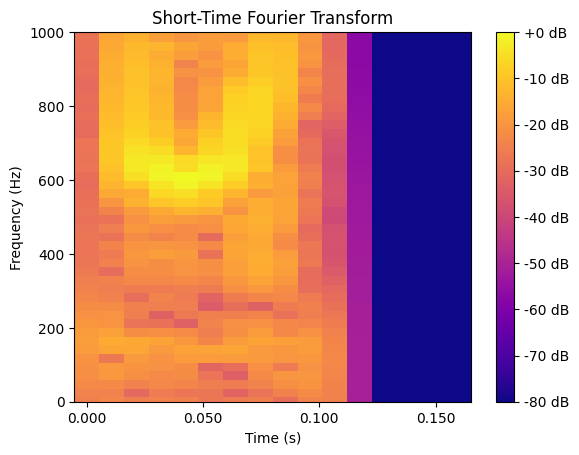 Short-Time Fourier Transform
Frequency (Hz)
1000
800
600
400
200
0
0.000
0.050
0.100
0.150
Time (s)
+0 dB
-10 dB
-20 dB
-30 dB
-40 dB
-50 dB
-60 dB
-70 dB
-80 dB